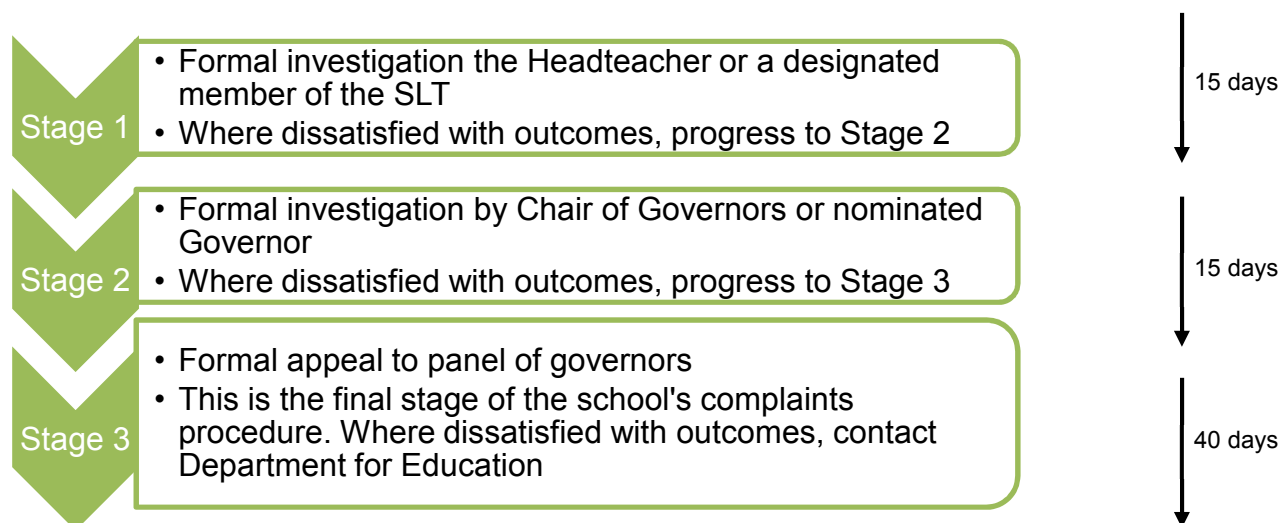 Stage 1
• Formal investigation the Headteacher or a designated
member of the SLT
• Where dissatisfied with outcomes, progress to Stage 2
15 days
Stage 2
• Formal investigation by Chair of Governors or nominated
Governor
• Where dissatisfied with outcomes, progress to Stage 3
15 days
Stage 3
• Formal appeal to panel of governors
• This is the final stage of the school's complaints
procedure. Where dissatisfied with outcomes, contact
Department for Education
40 days